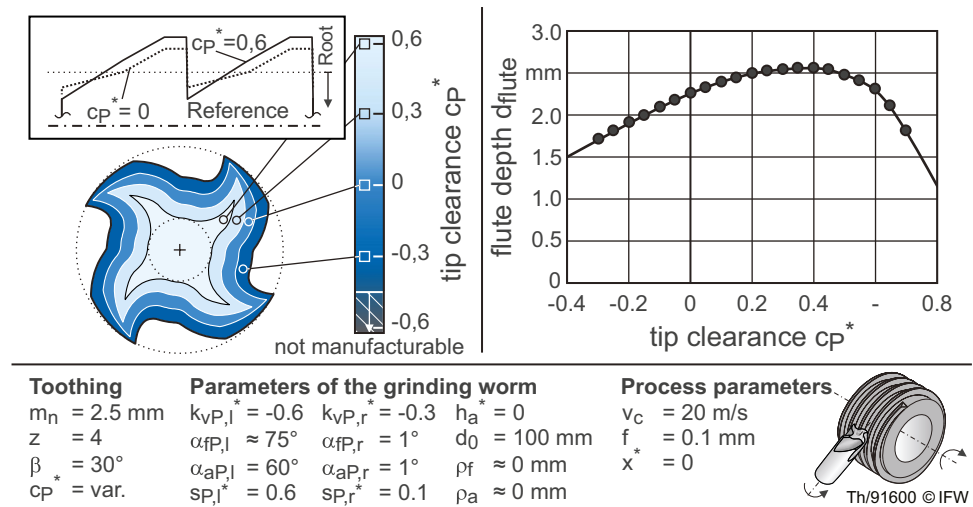 cP*=0,6
cP*= 0
Reference
Root
0,6
0,3
0
-0,3
-0,6
tip clearance cP*
not manufacturable
flute depth dflute
3.0
mm
2.0
1.5
1.0
0.5
0
-0.4
-0.2
0
0.2
0.4
-
0.8
tip clearance cP*
Toothing
mn = 2.5 mm
z = 4
β = 30°
cP* = var.
Parameters of the grinding worm
kvP,l* = -0.6 kvP,r* = -0.3 ha* = 0
αfP,l ≈ 75° αfP,r = 1° d0 = 100 mm
αaP,l = 60° αaP,r = 1° ρf ≈ 0 mm
sP,l* = 0.6 sP,r* = 0.1 ρa ≈ 0 mm
Process parameters
vc = 20 m/s
f = 0.1 mm
x* = 0
Th/91600 © IFW